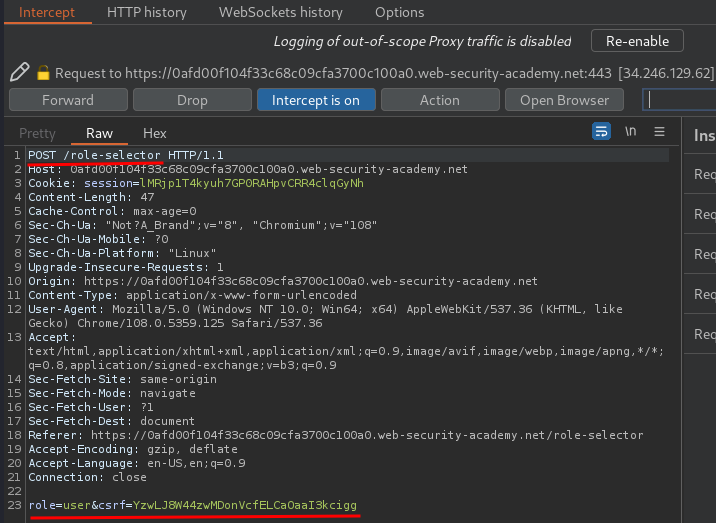 Intercept HTTP history WebSockets history Options
Logging of out-of-scope Proxy traffic is disabled Re-enable
Request to https://0afd00f104f33c68c09cfa3700c100a0.web-security-academy.net:443 [34.246.129.62]
Forward Drop Intercept is on Action Open Browser
Pretty Raw Hex \n Ins
1 POST /role-selector HTTP/1.1
2 Host: 0afd00f104f33c68c09cfa3700c100a0.web-security-academy.net
3 Cookie: session=lMRjp1T4kyuh7GP0RAHpvCRR4clqGyNh
4 Content-Length: 47
5 Cache-Control: max-age=0
6 Sec-Ch-Ua: "Not?A_Brand";v="8", "Chromium";v="108"
7 Sec-Ch-Ua-Mobile: ?0
8 Sec-Ch-Ua-Platform: "Linux"
9 Upgrade-Insecure-Requests: 1
10 Origin: https://0afd00f104f33c68c09cfa3700c100a0.web-security-academy.net
11 Content-Type: application/x-www-form-urlencoded
12 User-Agent: Mozilla/5.0 (Windows NT 10.0; Win64; x64) AppleWebKit/537.36 (KHTML, like
Gecko) Chrome/108.0.5359.125 Safari/537.36
13 Accept:
text/html,application/xhtml+xml,application/xml;q=0.9,image/avif,image/webp,image/apng,*/*;
q=0.8,application/signed-exchange;v=b3;q=0.9
14 Sec-Fetch-Site: same-origin
15 Sec-Fetch-Mode: navigate
16 Sec-Fetch-User: ?1
17 Sec-Fetch-Dest: document
18 Referer: https://0afd00f104f33c68c09cfa3700c100a0.web-security-academy.net/role-selector
19 Accept-Encoding: gzip, deflate
20 Accept-Language: en-US,en;q=0.9
21 Connection: close
22
23 role=user&csrf=YzwLJ8W44zwMDonVcfELCaOaaI3kcigg
Req
Req
Req
Req
Req